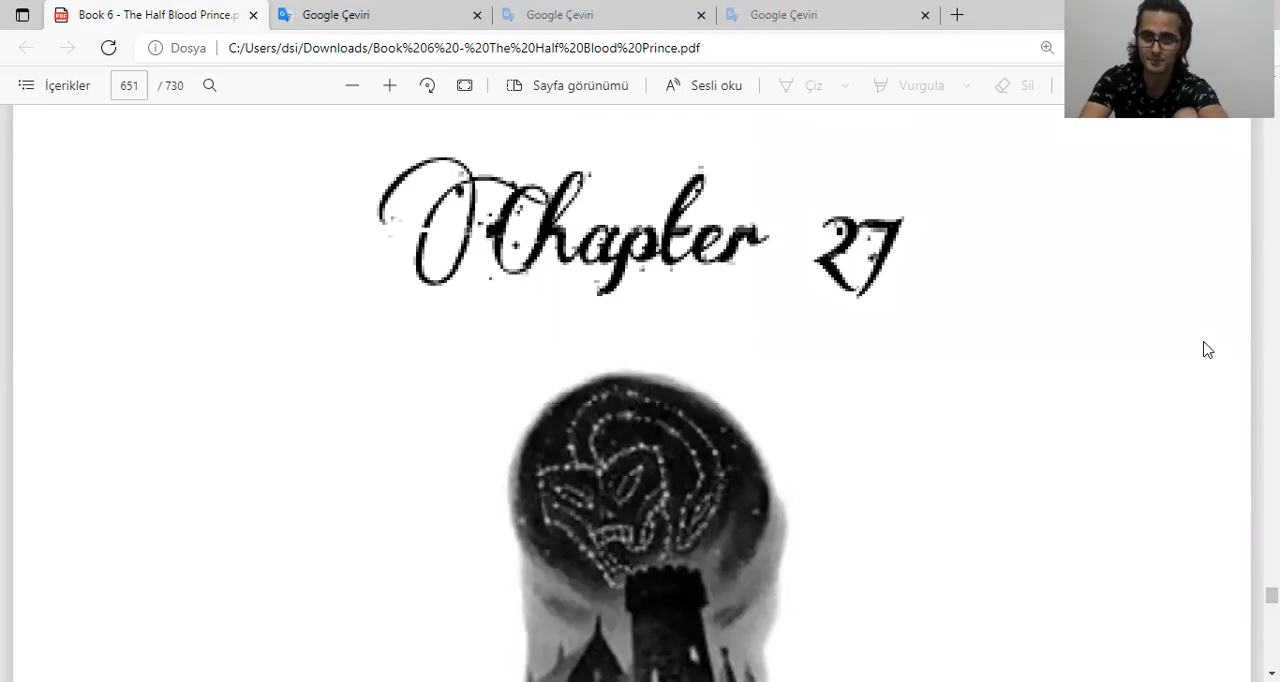 Book 6 - The Half Blood Prince.p
Google Çeviri
Google Çeviri
Google Çeviri
Dosya
C:/Users/dsi/Downloads/Book%206%20-%20The%20Half%20Blood%20Prince.pdf
İçerikler
651
/ 730
Sayfa görünümü
Sesli oku
Çiz
Vurgula
Sil
Chapter 27